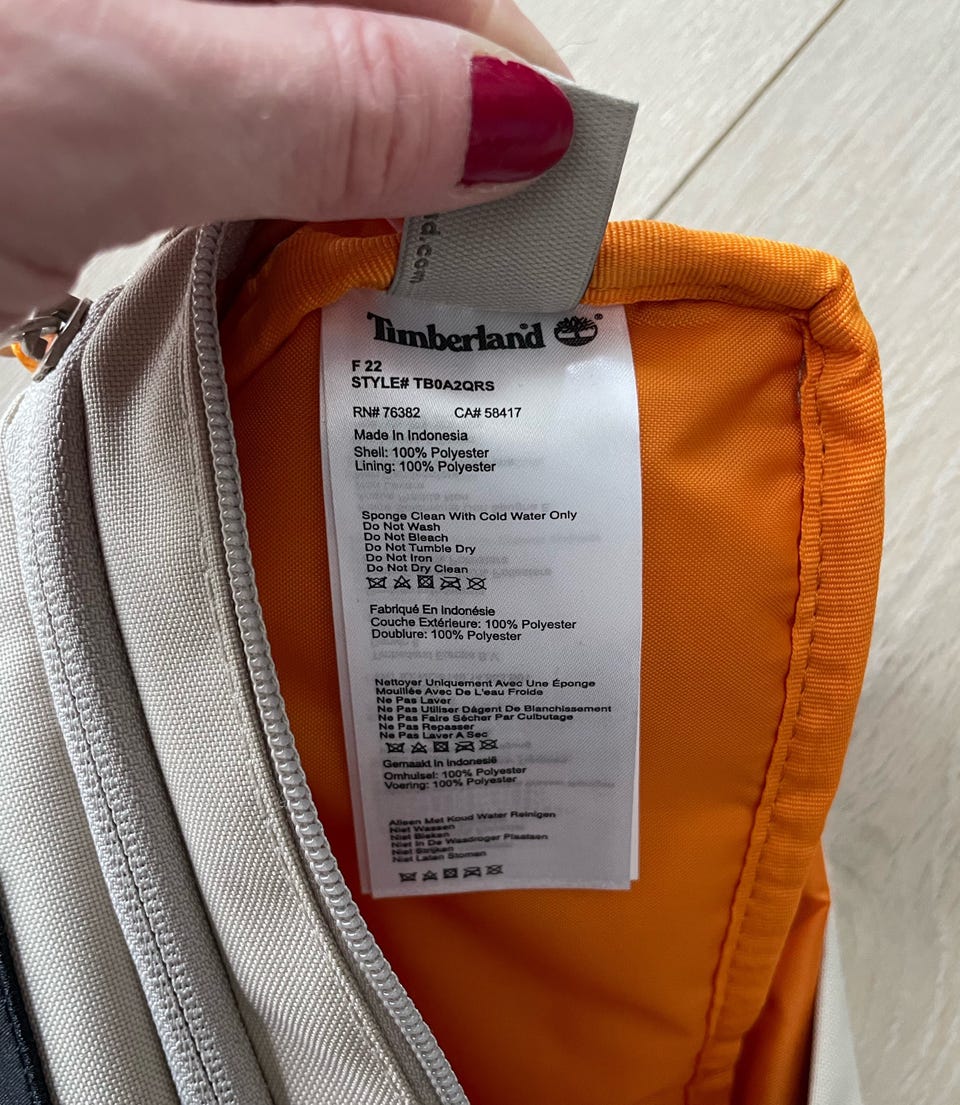 d.com
Timberland
F 22
STYLE# TB0A2QRS
RN# 76382 CA# 58417
Made In Indonesia
Shell: 100% Polyester
Lining: 100% Polyester
Sponge Clean With Cold Water Only
Do Not Wash
Do Not Bleach
Do Not Tumble Dry
Do Not Iron
Do Not Dry Clean
Fabriqué En Indonésie
Couche Extérieure: 100% Polyester
Doublure: 100% Polyester
Nettoyer Uniquement Avec Une Éponge
Mouillée Avec De L'eau Froide
Ne Pas Laver
Ne Pas Utiliser Dágent De Blanchissement
Ne Pas Faire Sécher Par Culbutage
Ne Pas Repasser
Ne Pas Laver A Sec
Gemaakt In Indonesië
Omhulsel: 100% Polyester
Voering: 100% Polyester
Alleen Met Koud Water Reinigen
Niet Wassen
Niet Bleken
Niet In De Waadroger Plaatsen
Niet Strijken
Niet Laten Stomen